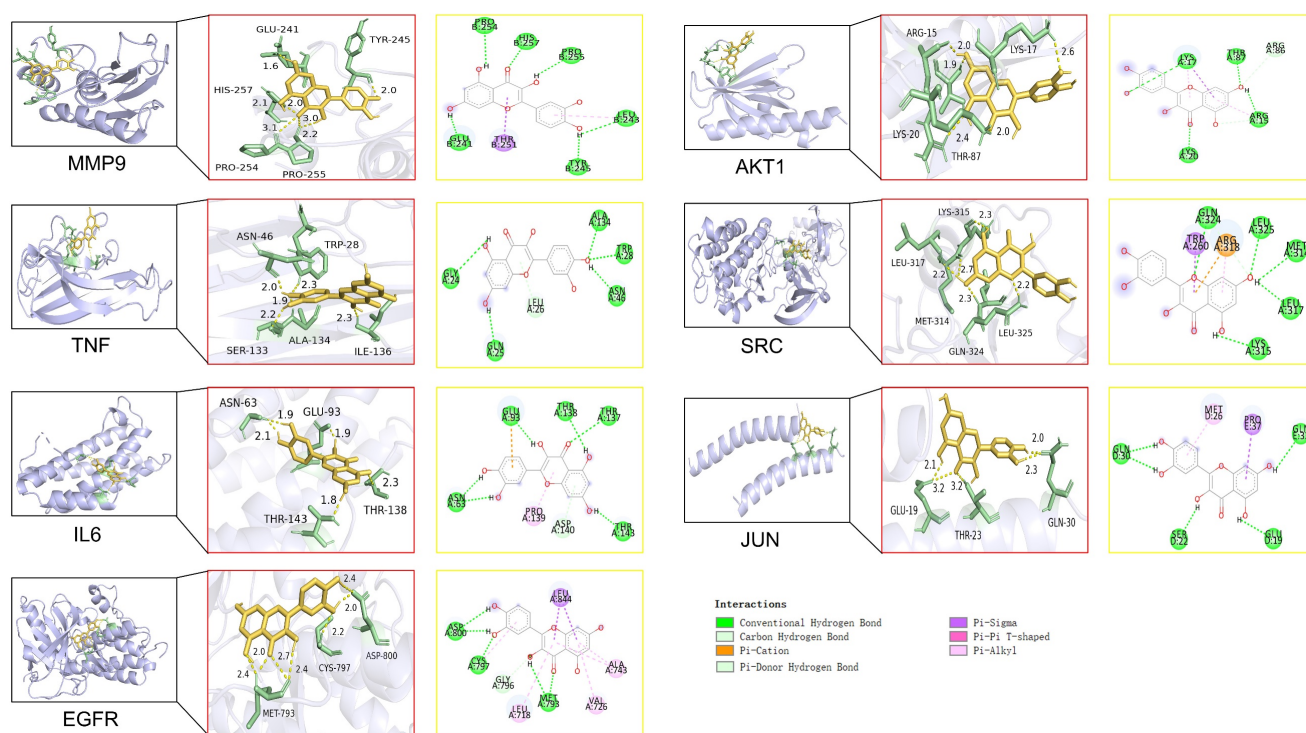 GLU-241
TYR-245
1.6
HIS-257
2.1
2.0
2.0
3.0
3.1
2.2
PRO-254
PRO-255
MMP9
PRO
B:254
HIS
B:257
PRO
B:255
LEU
B:243
GLU
B:241
THR
B:251
TYR
B:245
ARG-15
2.0
LYS-17
2.6
1.9
LYS-20
2.4
2.0
THR-87
AKT1
LYS
A:17
THR
A:87
ARG
A:86
ARG
A:15
LYS
A:20
ASN-46
TRP-28
2.0
2.3
1.9
2.2
2.3
SER-133
ALA-134
ILE-136
TNF
ALA
A:134
GLY
A:24
TRP
A:28
LEU
A:26
ASN
A:46
GLN
A:25
LYS-315
2.3
LEU-317
2.2
2.7
2.3
2.2
MET-314
LEU-325
GLN-324
SRC
GLN
A:324
LEU
A:325
TRP
A:260
ARG
A:318
MET
A:314
LEU
A:317
LYS
A:315
ASN-63
1.9
GLU-93
2.1
1.9
2.3
1.8
THR-143
THR-138
IL6
GLU
A:93
THR
A:138
THR
A:137
ASN
A:63
PRO
A:139
ASP
A:140
THR
A:143
2.0
2.1
2.3
3.2
3.2
GLU-19
THR-23
GLN-30
JUN
MET
D:26
PRO
E:37
GLN
D:30
SER
D:22
GLU
D:19
2.4
2.0
2.2
2.0
2.7
CYS-797
ASP-800
2.4
2.4
MET-793
EGFR
LEU
A:844
ASP
A:800
CYS
A:797
GLY
A:796
ALA
A:743
LEU
A:718
MET
A:793
VAL
A:726
Interactions
Conventional Hydrogen Bond
Carbon Hydrogen Bond
Pi-Cation
Pi-Donor Hydrogen Bond
Pi-Sigma
Pi-Pi T-shaped
Pi-Alkyl